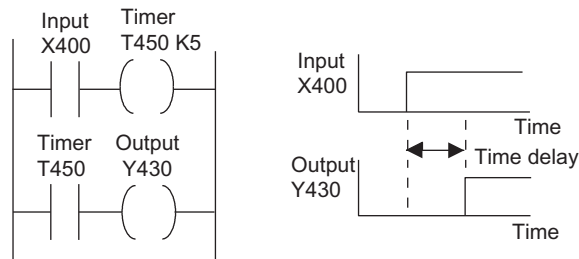 Input
X400
Timer
T450 K5
Timer
T450
Output
Y430
Input
X400
Time
Time delay
Output
Y430
Time